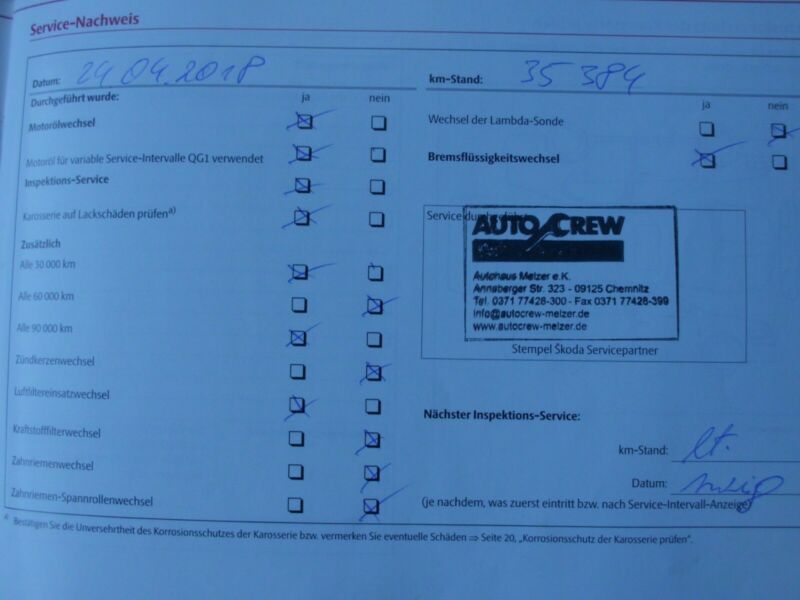 Service-Nachweis
Datum: 24.04.2018
km-Stand: 35 384
Durchgeführt wurde: ja nein
ja nein
Motorölwechsel
Wechsel der Lambda-Sonde
Motoröl für variable Service-Intervalle QG1 verwendet
Bremsflüssigkeitswechsel
Inspektions-Service
Karosserie auf Lackschäden prüfen a)
Service durchgeführt
AUTO CREW
Autohaus Melzer e.K.
Annaberger Str. 323 - 09125 Chemnitz
Tel. 0371 77428-300 - Fax 0371 77428-399
info@autocrew-melzer.de
www.autocrew-melzer.de
Stempel Škoda Servicepartner
Zusätzlich
Alle 30 000 km
Alle 60 000 km
Alle 90 000 km
Zündkerzenwechsel
Luftfiltereinsatzwechsel
Kraftstofffilterwechsel
Zahnriemenwechsel
Zahnriemen-Spannrollenwechsel
Nächster Inspektions-Service:
km-Stand: lt.
Datum:
(je nachdem, was zuerst eintritt bzw. nach Service-Intervall-Anzeige)
a) Bestätigen Sie die Unversehrtheit des Korrosionsschutzes der Karosserie bzw. vermerken Sie eventuelle Schäden ⇒ Seite 20, „Korrosionsschutz der Karosserie prüfen“.